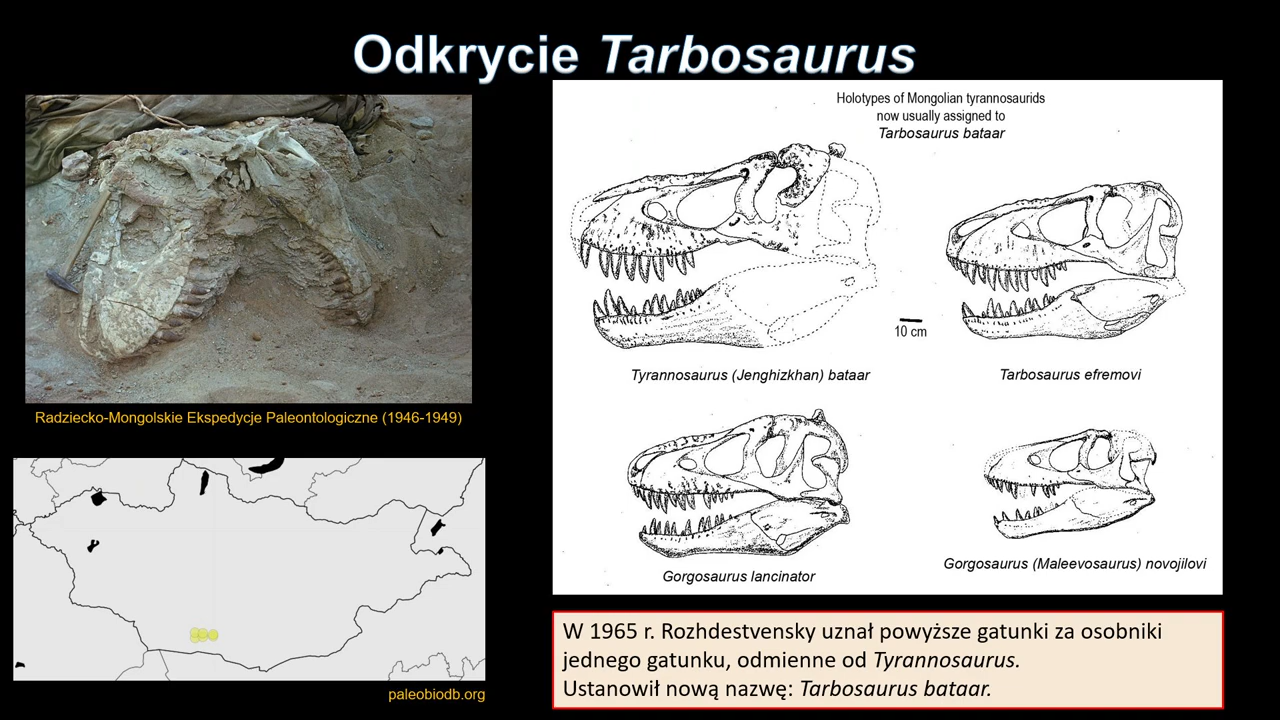 Odkrycie Tarbosaurus
Radziecko-Mongolskie Ekspedycje Paleontologiczne (1946-1949)
paleobiodb.org
Holotypes of Mongolian tyrannosaurids
now usually assigned to
Tarbosaurus bataar
10 cm
Tyrannosaurus (Jenghizkhan) bataar
Tarbosaurus efremovi
Gorgosaurus lancinator
Gorgosaurus (Maleevosaurus) novojilovi
W 1965 r. Rozhdestvensky uznał powyższe gatunki za osobniki
jednego gatunku, odmienne od Tyrannosaurus.
Ustanowił nową nazwę: Tarbosaurus bataar.